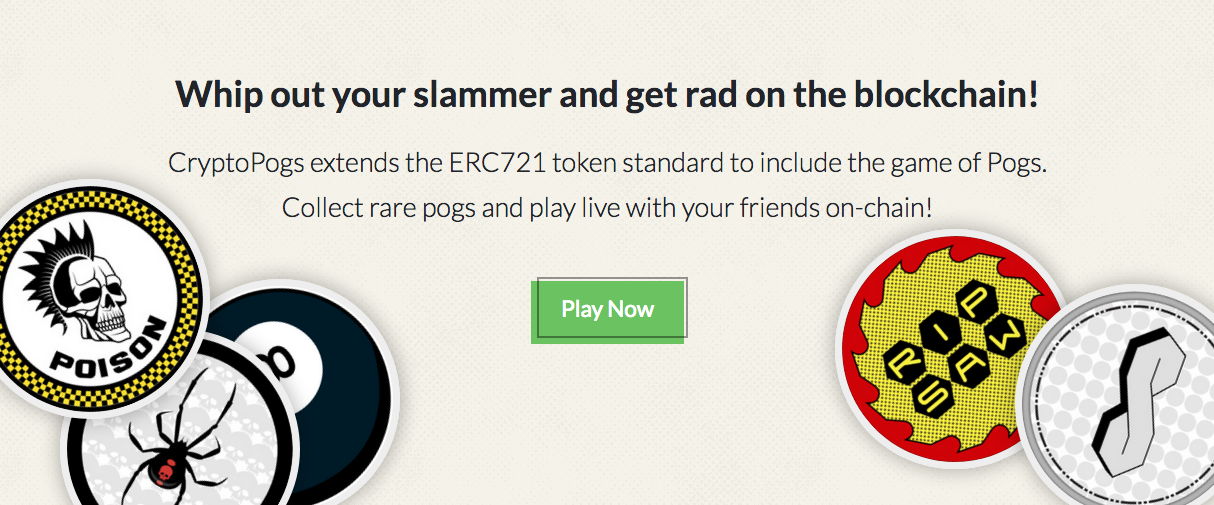 Whip out your slammer and get rad on the blockchain!
CryptoPogs extends the ERC721 token standard to include the game of Pogs.
Collect rare pogs and play live with your friends on-chain!
Play Now
POISON
8
RIP
SAW